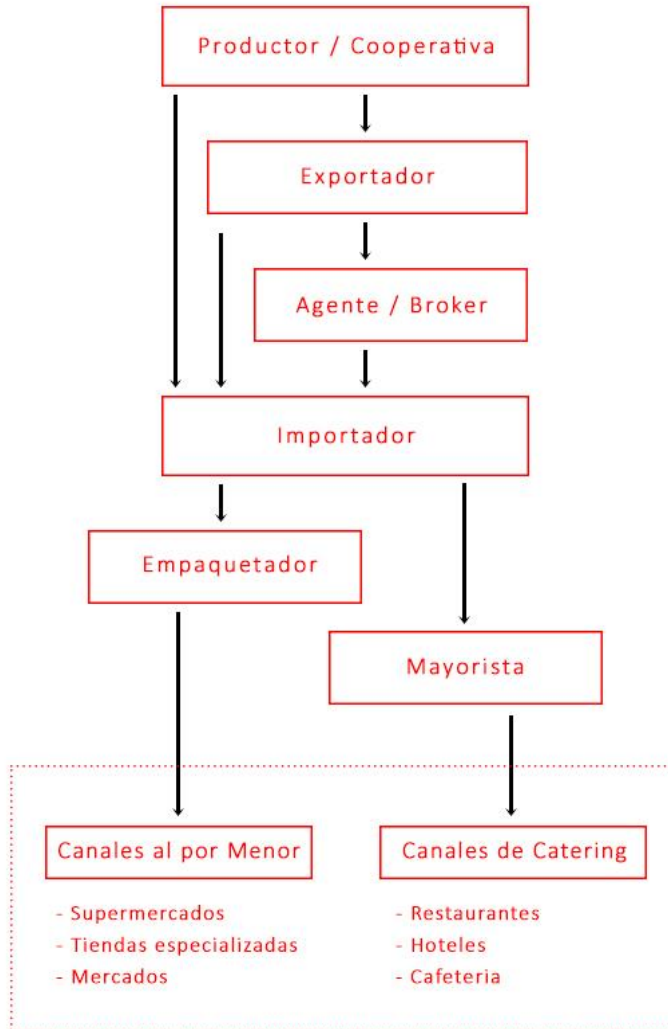 Productor / Cooperativa
Exportador
Agente / Broker
Importador
Empaquetador
Mayorista
Canales al por Menor
- Supermercados
- Tiendas especializadas
- Mercados
Canales de Catering
- Restaurantes
- Hoteles
- Cafeteria